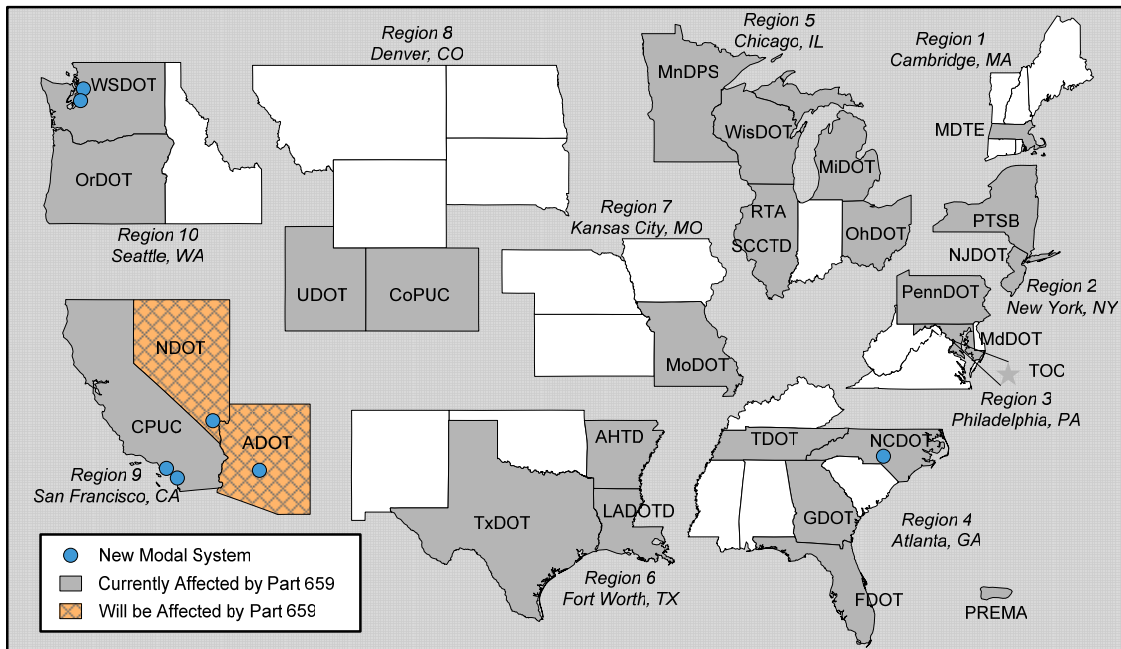 Region 8
Denver, CO
Region 5
Chicago, IL
Region 1
Cambridge, MA
WSDOT
OrDOT
Region 10
Seattle, WA
MnDPS
WisDOT
MiDOT
RTA
SCCTD
OhDOT
MDTE
PTSB
NJDOT
Region 2
New York, NY
Region 7
Kansas City, MO
UDOT
CoPUC
MoDOT
PennDOT
MdDOT
TOC
Region 3
Philadelphia, PA
NDOT
CPUC
ADOT
Region 9
San Francisco, CA
AHTD
TxDOT
LADOTD
Region 6
Fort Worth, TX
TDOT
NCDOT
GDOT
Region 4
Atlanta, GA
FDOT
PREMA
New Modal System
Currently Affected by Part 659
Will be Affected by Part 659